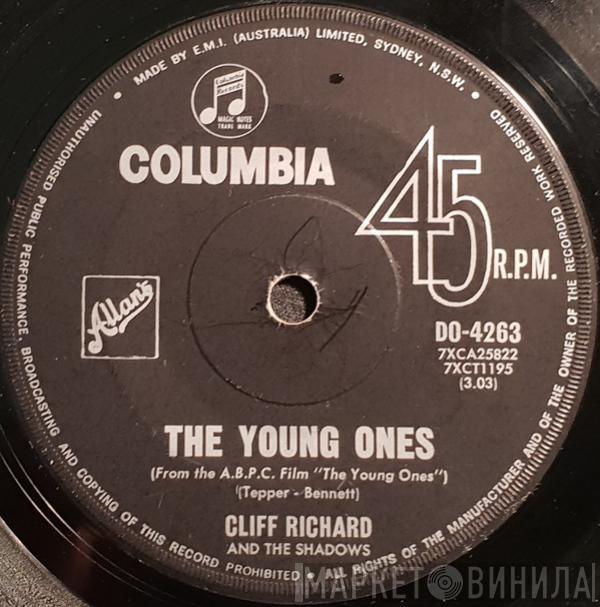 MADE BY E.M.I. (AUSTRALIA) LIMITED, SYDNEY, N.S.W. •
UNAUTHORISED PUBLIC PERFORMANCE, BROADCASTING AND COPYING OF THIS RECORD PROHIBITED • ALL RIGHTS OF THE MANUFACTURER AND OF THE OWNER OF THE RECORDED WORK RESERVED
Columbia
Records
MAGIC NOTES
TRADE MARK
COLUMBIA
45
R.P.M.
Allan's
DO-4263
7XCA25822
7XCT1195
(3.03)
THE YOUNG ONES
(From the A.B.P.C. Film "The Young Ones")
(Tepper - Bennett)
CLIFF RICHARD
AND THE SHADOWS
МАРКЕТ ВИНИЛА